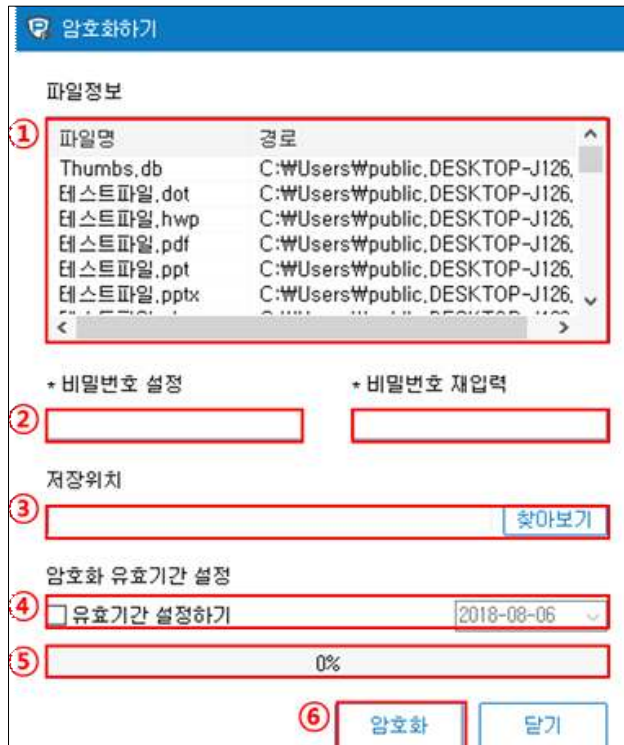 암호화하기
파일정보
① 파일명 경로
Thumbs.db C:₩Users₩public.DESKTOP-J126.
테스트파일.dot C:₩Users₩public.DESKTOP-J126.
테스트파일.hwp C:₩Users₩public.DESKTOP-J126.
테스트파일.pdf C:₩Users₩public.DESKTOP-J126.
테스트파일.ppt C:₩Users₩public.DESKTOP-J126.
테스트파일.pptx C:₩Users₩public.DESKTOP-J126.
* 비밀번호 설정 * 비밀번호 재입력
②
저장위치
③ 찾아보기
암호화 유효기간 설정
④ 유효기간 설정하기 2018-08-06
⑤ 0%
⑥ 암호화 닫기